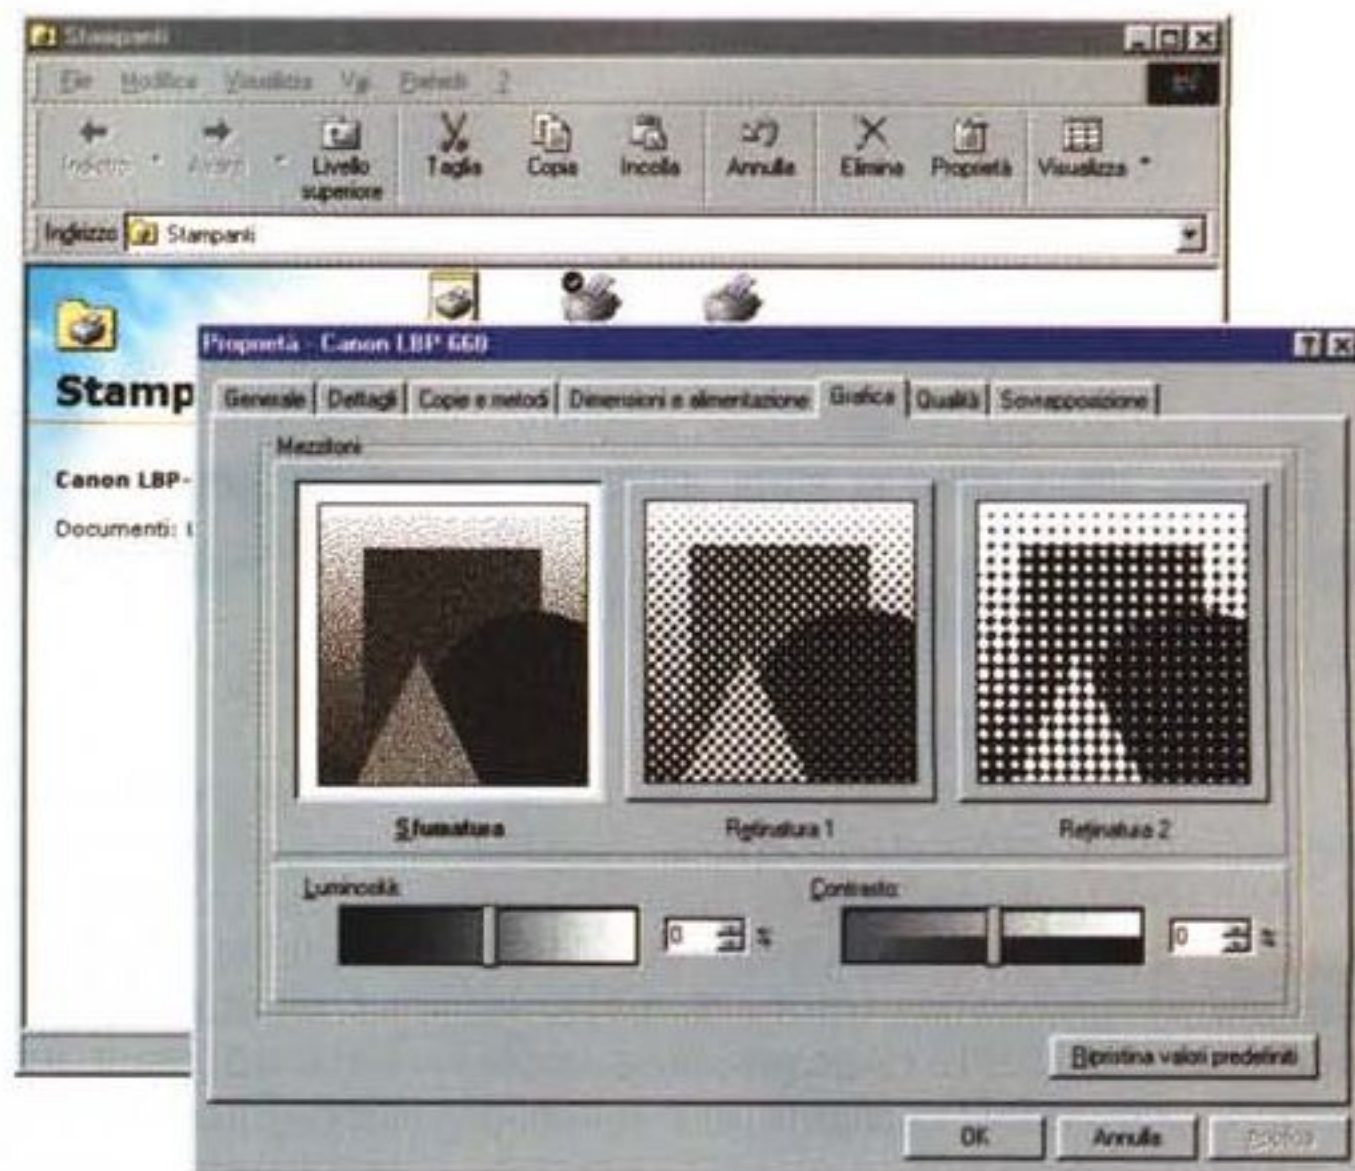 Stampanti
File Modifica Visualizza Vai Preferiti ?
Indietro Avanti Livello superiore Taglia Copia Incolla Annulla Elimina Proprietà Visualizza
Indirizzo Stampanti
Proprietà - Canon LBP 660
Stamp
Generale Dettagli Copie e metodi Dimensioni e alimentazione Grafica Qualità Sovrapposizione
Mezzitoni
Canon LBP-
Documenti:
Sfumatura Retinatura 1 Retinatura 2
Luminosità: Contrasto:
0 % 0 %
Ripristina valori predefiniti
OK Annulla Applica